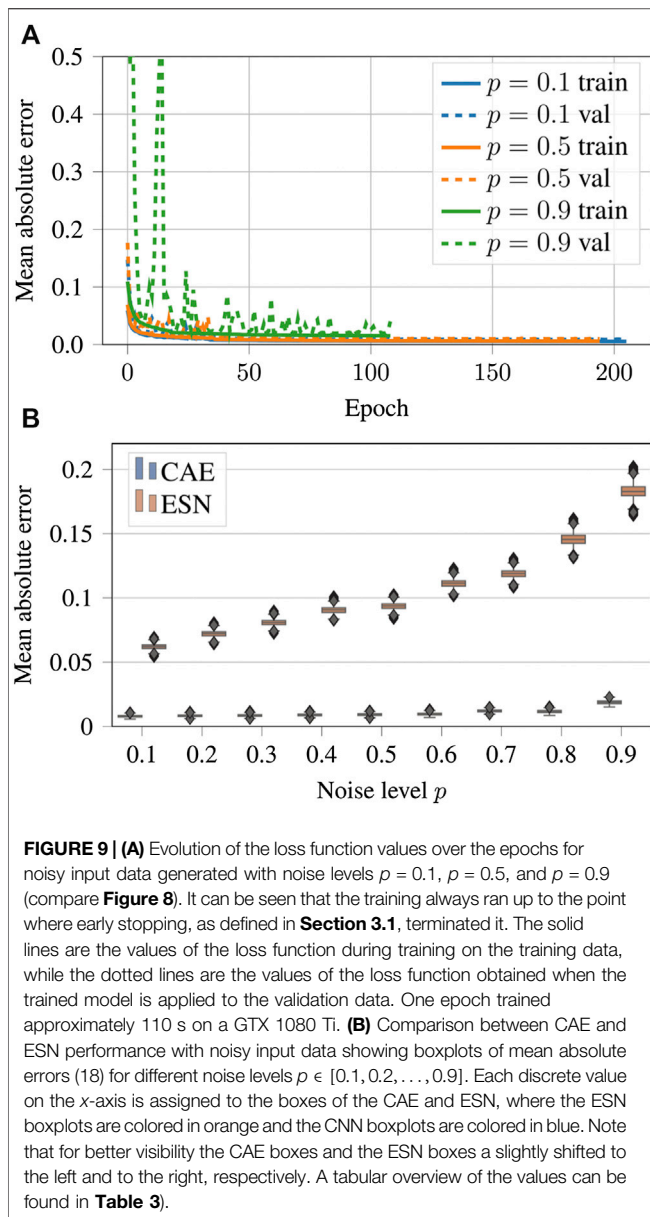 A
0.5
0.4
0.3
0.2
0.1
0.0
Mean absolute error
p = 0.1 train
p = 0.1 val
p = 0.5 train
p = 0.5 val
p = 0.9 train
p = 0.9 val
0 50 100 150 200
Epoch
B
0.2
0.15
0.1
0.05
0
Mean absolute error
CAE
ESN
0.1 0.2 0.3 0.4 0.5 0.6 0.7 0.8 0.9
Noise level p
FIGURE 9 | (A) Evolution of the loss function values over the epochs for
noisy input data generated with noise levels p = 0.1, p = 0.5, and p = 0.9
(compare Figure 8). It can be seen that the training always ran up to the point
where early stopping, as defined in Section 3.1, terminated it. The solid
lines are the values of the loss function during training on the training data,
while the dotted lines are the values of the loss function obtained when the
trained model is applied to the validation data. One epoch trained
approximately 110 s on a GTX 1080 Ti. (B) Comparison between CAE and
ESN performance with noisy input data showing boxplots of mean absolute
errors (18) for different noise levels p ∈ [0.1, 0.2, . . . , 0.9]. Each discrete value
on the x-axis is assigned to the boxes of the CAE and ESN, where the ESN
boxplots are colored in orange and the CNN boxplots are colored in blue. Note
that for better visibility the CAE boxes and the ESN boxes a slightly shifted to
the left and to the right, respectively. A tabular overview of the values can be
found in Table 3).